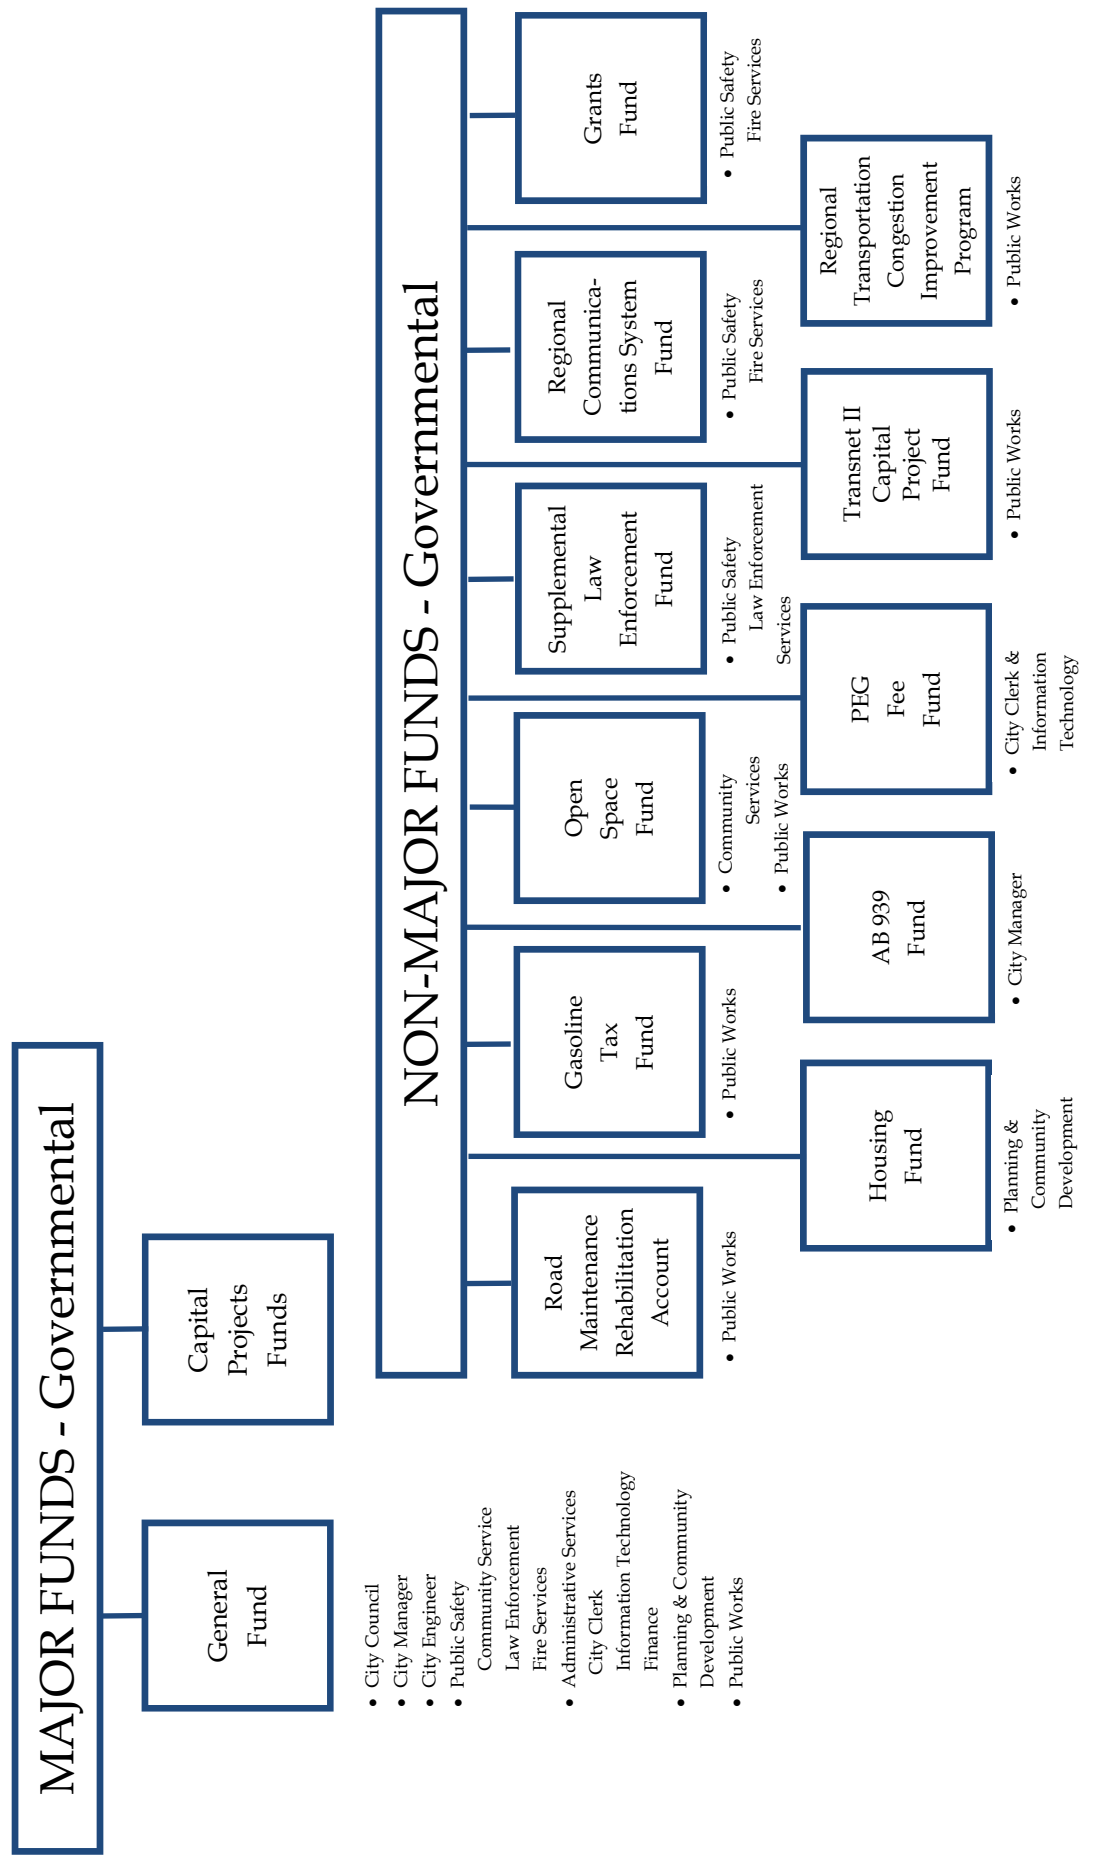 MAJOR FUNDS - Governmental
General
Fund
• City Council
• City Manager
• City Engineer
• Public Safety
Community Service
Law Enforcement
Fire Services
• Administrative Services
City Clerk
Information Technology
Finance
• Planning & Community
Development
• Public Works
Capital
Projects
Funds
NON-MAJOR FUNDS - Governmental
Road
Maintenance
Rehabilitation
Account
• Public Works
Gasoline
Tax
Fund
• Public Works
Open
Space
Fund
• Community
Services
• Public Works
Supplemental
Law
Enforcement
Fund
• Public Safety
Law Enforcement
Services
Regional
Communica-
tions System
Fund
• Public Safety
Fire Services
Grants
Fund
• Public Safety
Fire Services
Housing
Fund
• Planning &
Community
Development
AB 939
Fund
• City Manager
PEG
Fee
Fund
• City Clerk &
Information
Technology
Transnet II
Capital
Project
Fund
• Public Works
Regional
Transportation
Congestion
Improvement
Program
• Public Works